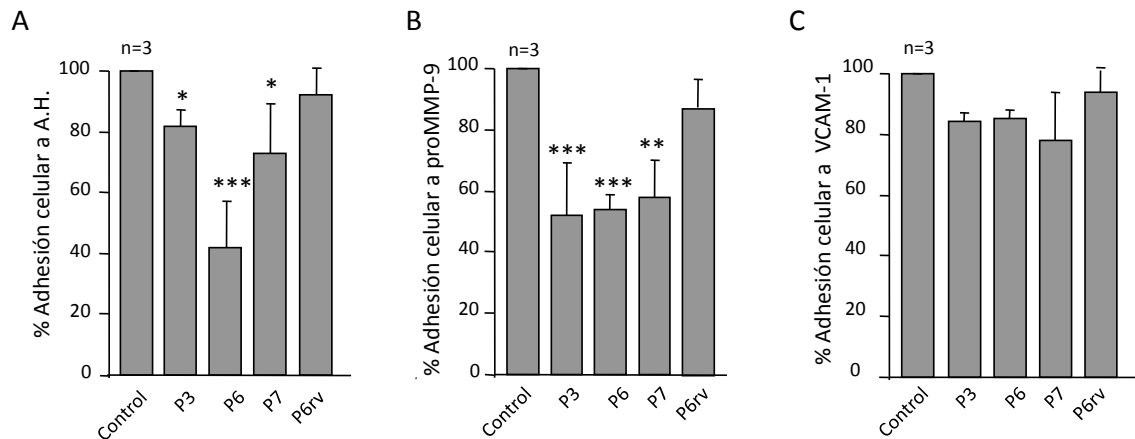 A
n=3
% Adhesión celular a A.H.
100
80
60
40
20
0
*
***
*
Control
P3
P6
P7
P6rv
B
n=3
% Adhesión celular a proMMP-9
100
80
60
40
20
0
***
***
**
Control
P3
P6
P7
P6rv
C
n=3
% Adhesión celular a VCAM-1
100
80
60
40
20
0
Control
P3
P6
P7
P6rv